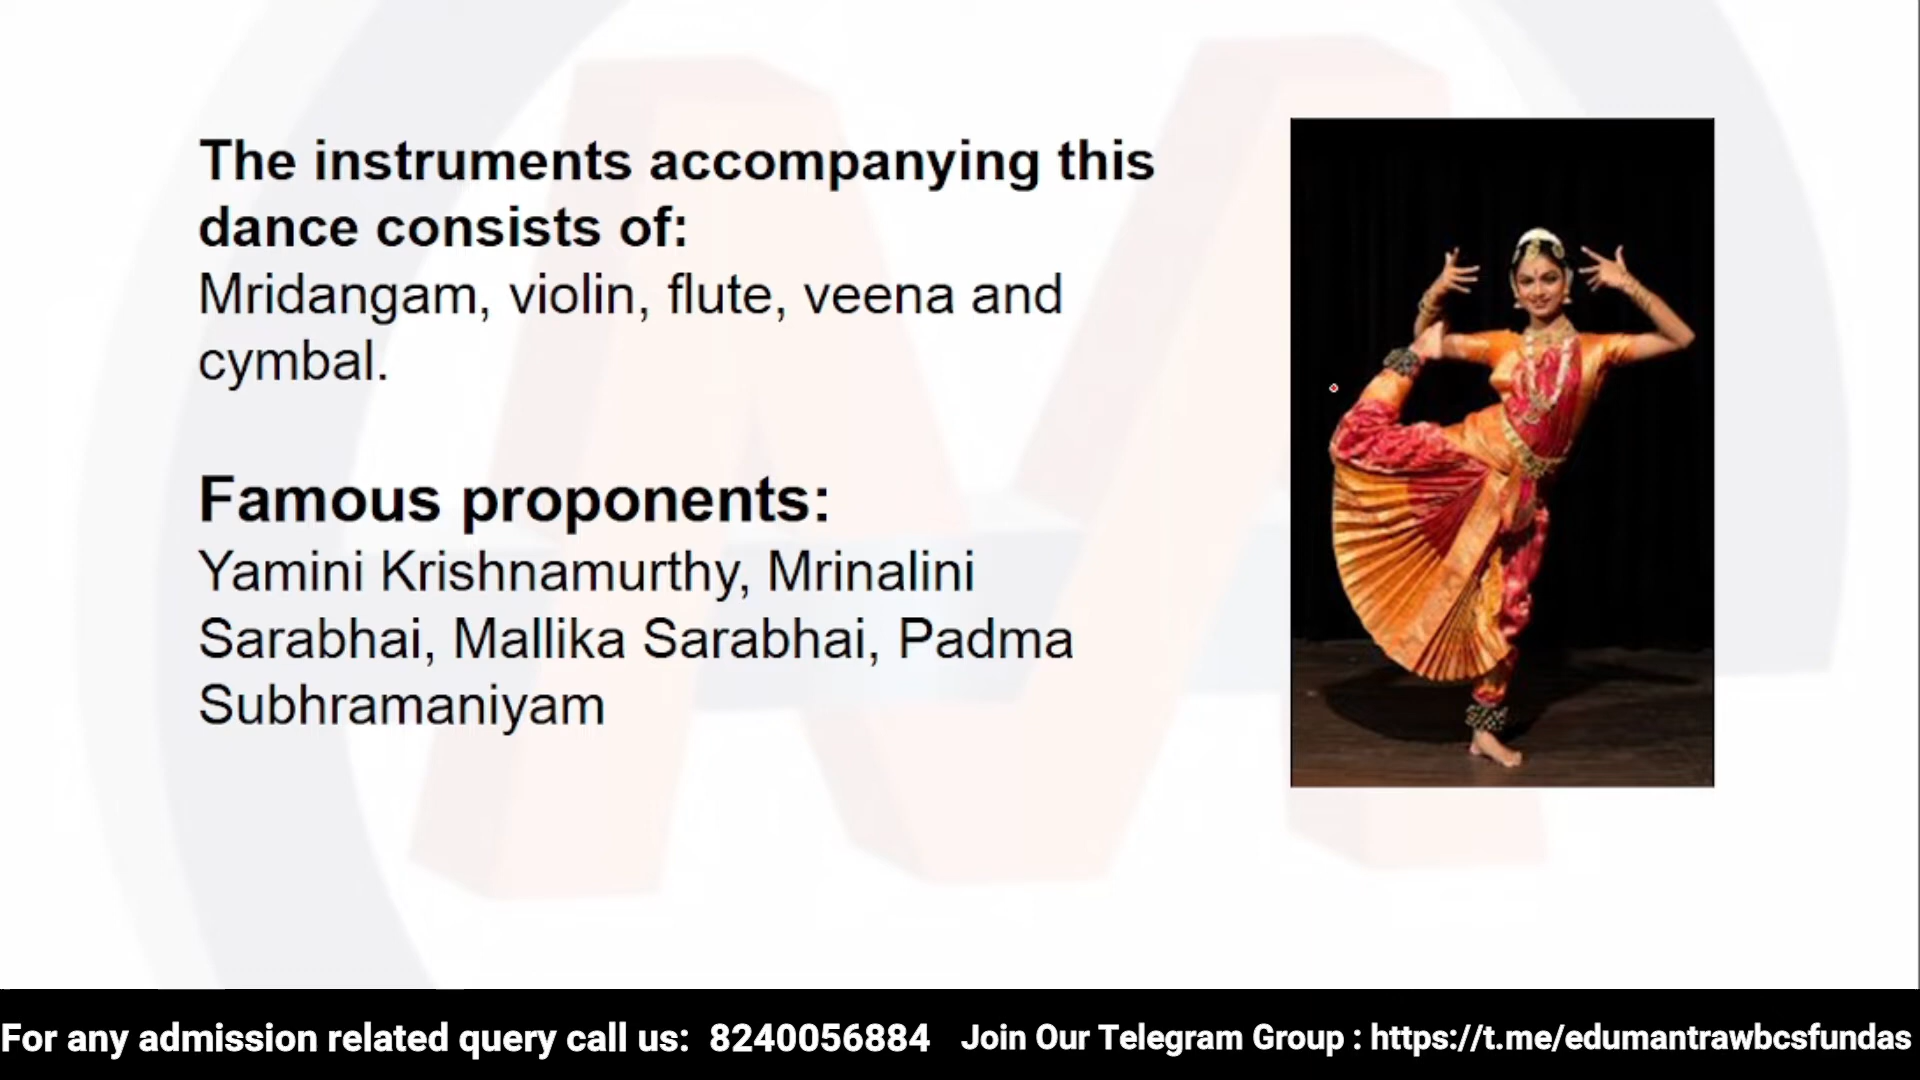 The instruments accompanying this
dance consists of:
Mridangam, violin, flute, veena and
cymbal.
Famous proponents:
Yamini Krishnamurthy, Mrinalini
Sarabhai, Mallika Sarabhai, Padma
Subhramaniyam
For any admission related query call us: 8240056884 Join Our Telegram Group : https://t.me/edumantrawbcsfundas